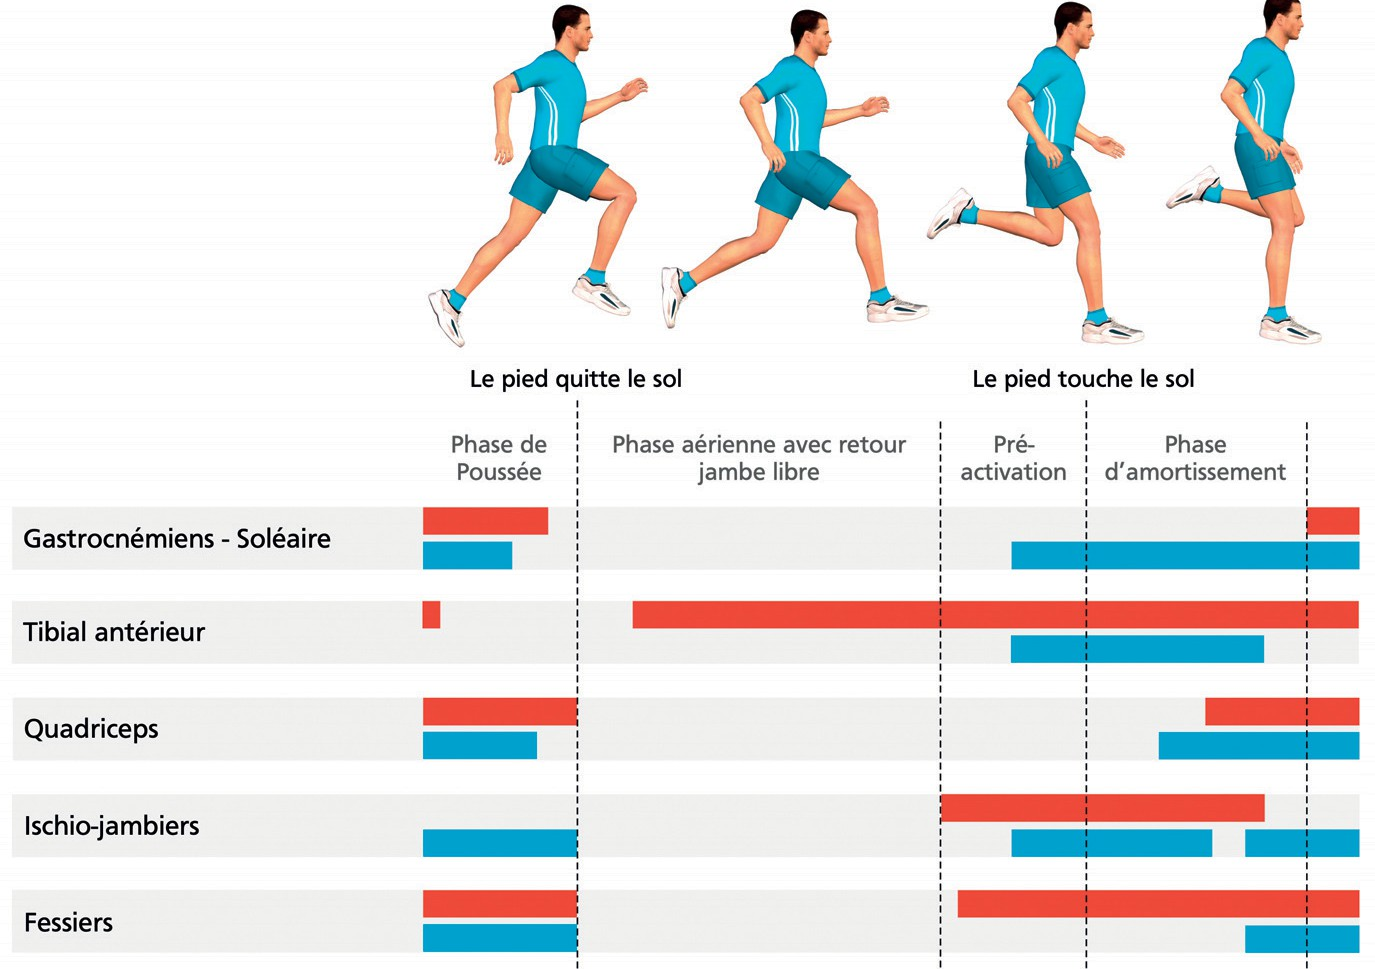 Le pied quitte le sol
Le pied touche le sol
Phase de
Poussée
Phase aérienne avec retour
jambe libre
Pré-
activation
Phase
d’amortissement
Gastrocnémiens - Soléaire
Tibial antérieur
Quadriceps
Ischio-jambiers
Fessiers